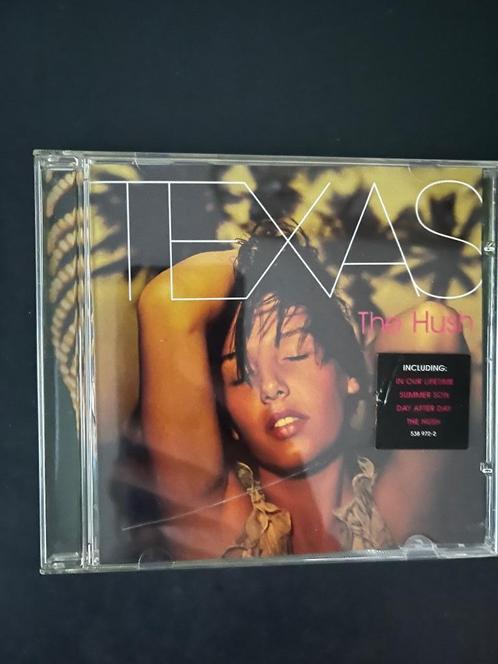 TEXAS
The Hush
INCLUDING:
IN OUR LIFETIME
SUMMER SON
DAY AFTER DAY
THE HUSH
538 972-2